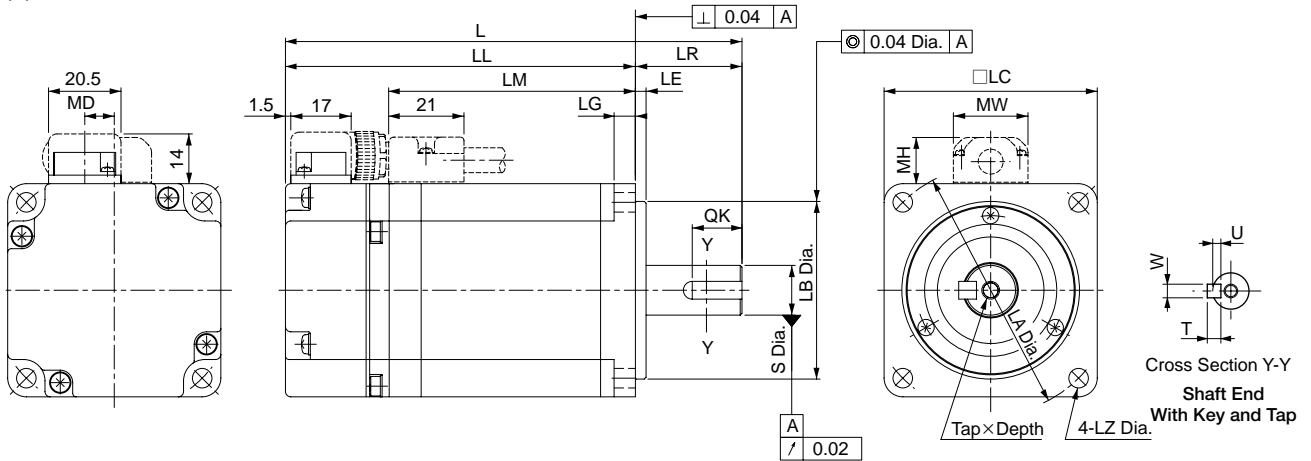 ⊥ 0.04 A
L
◎ 0.04 Dia. A
LL
LR
20.5
MD
LM
LE
□LC
MW
1.5
17
21
LG
14
MH
QK
U
Y
W
LB Dia.
LA Dia.
T
S Dia.
Y
Cross Section Y-Y
Shaft End
With Key and Tap
Tap×Depth
4-LZ Dia.
A
↗ 0.02